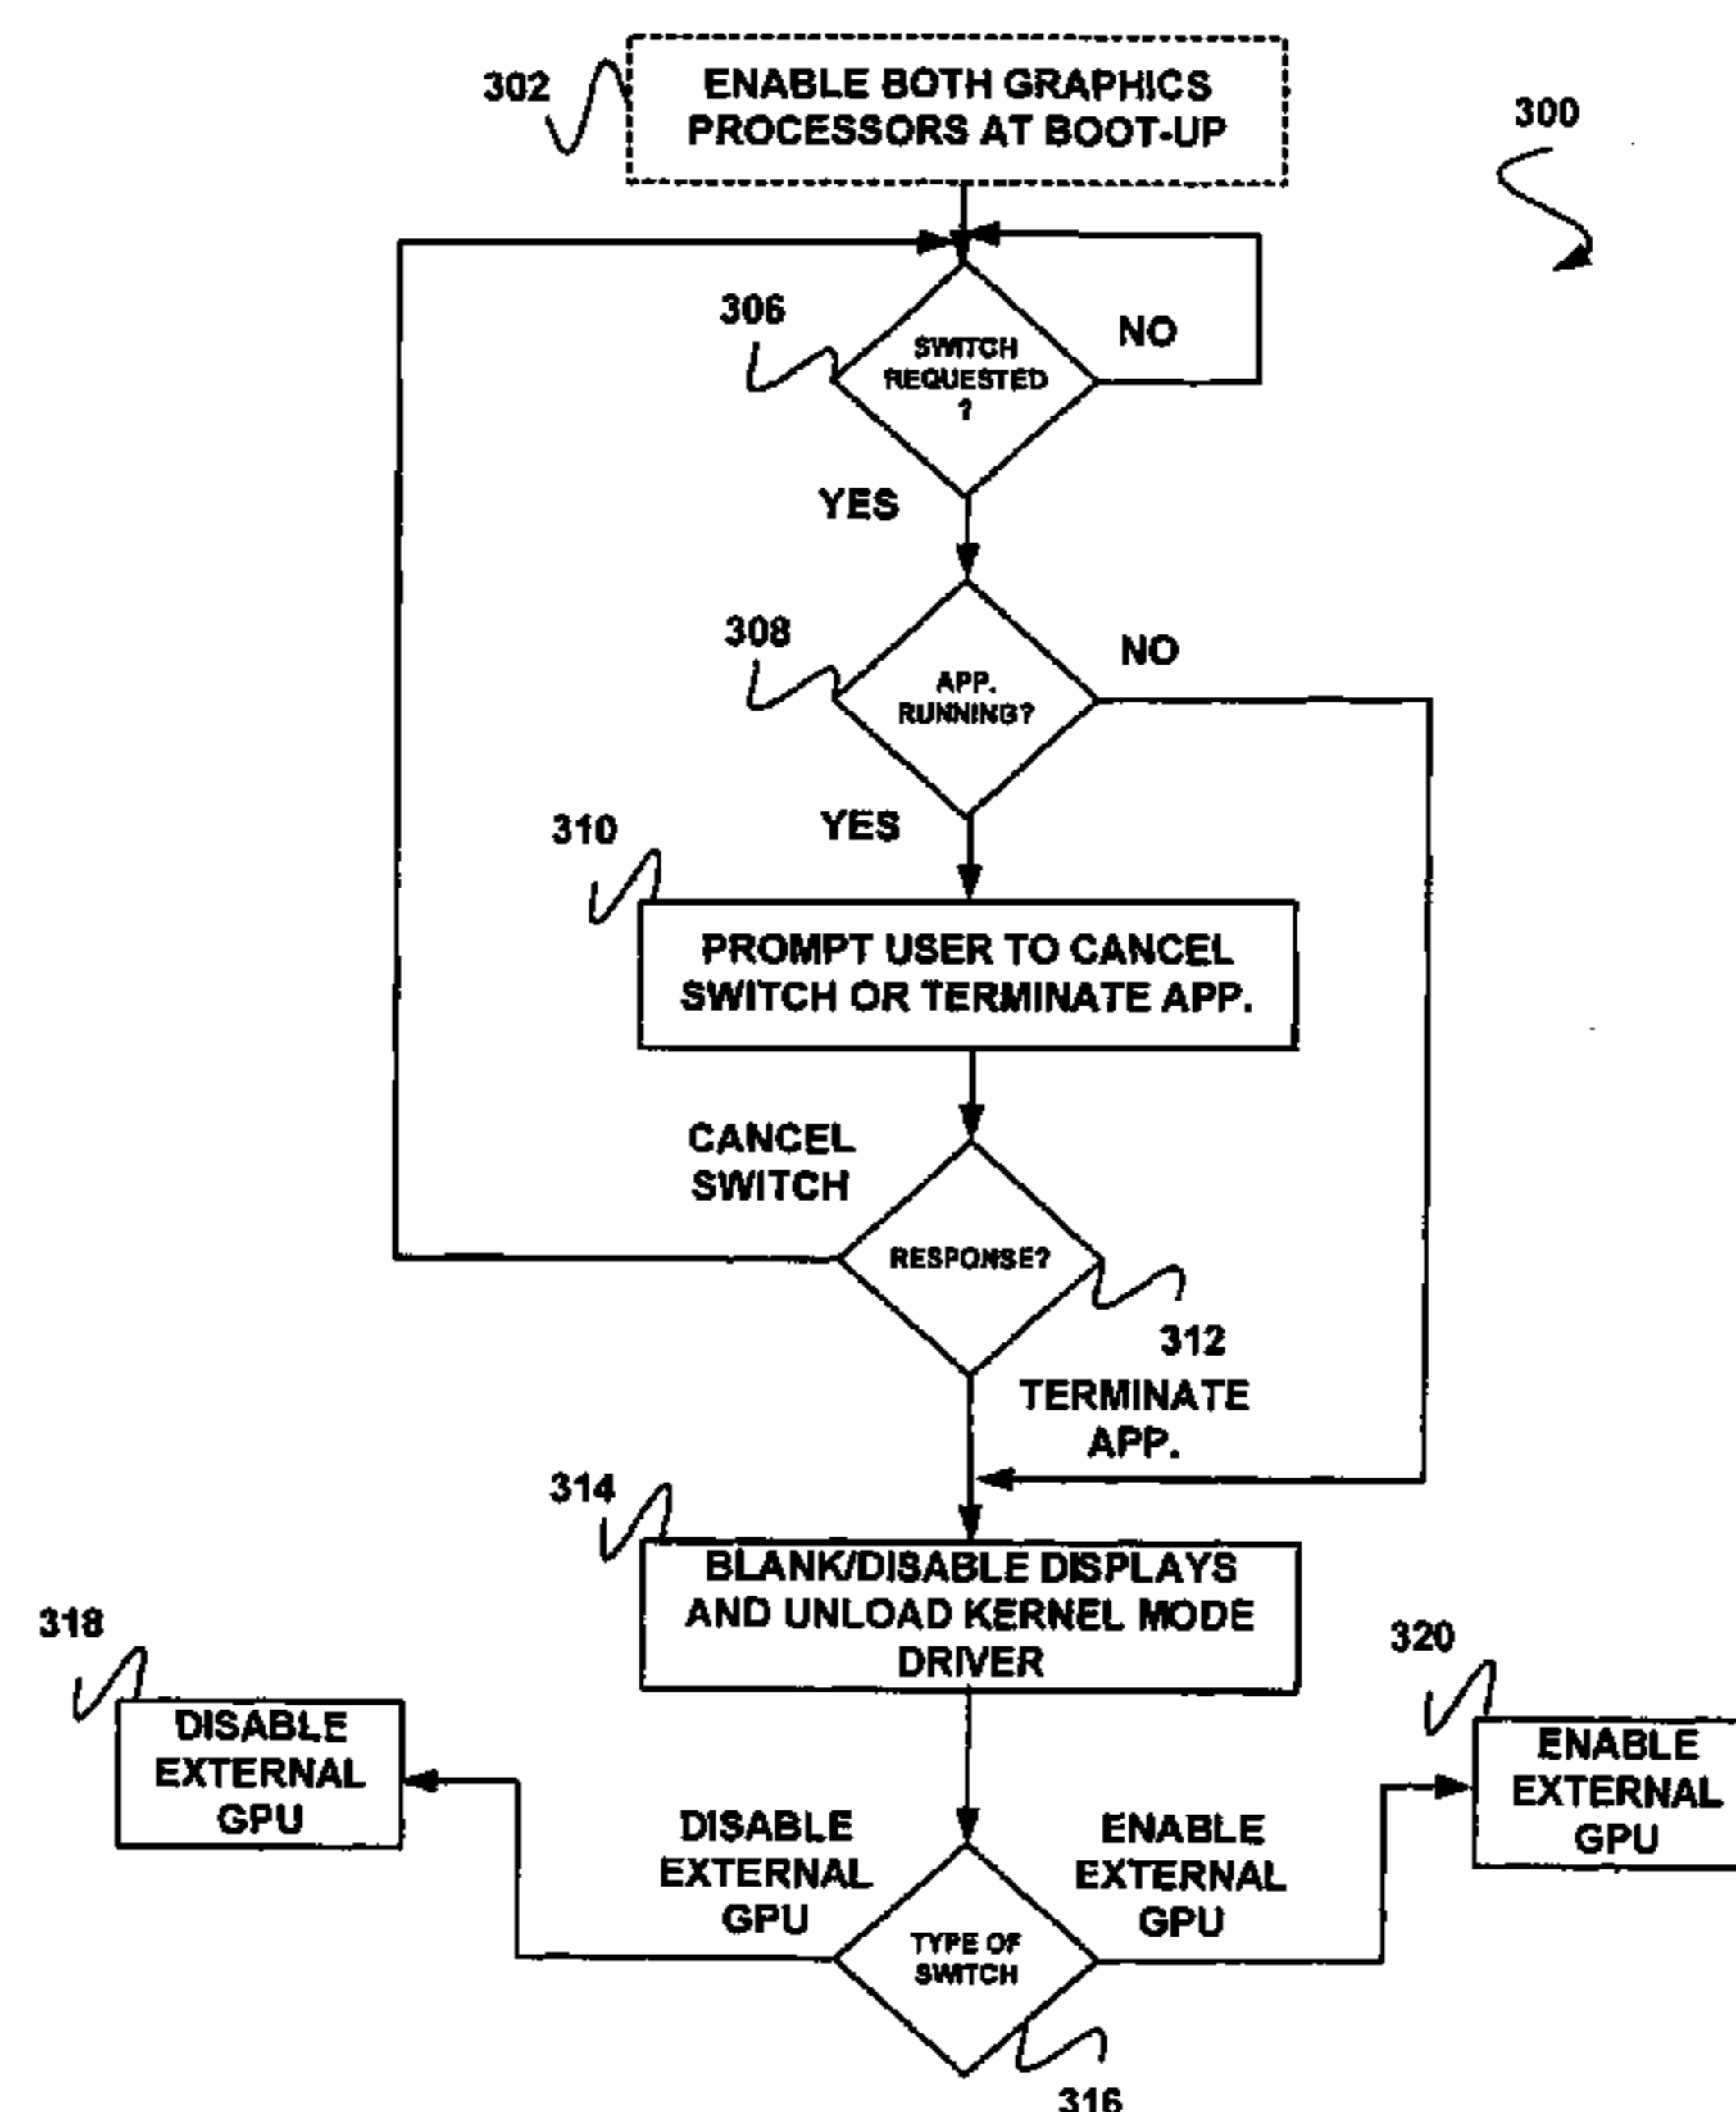 302
ENABLE BOTH GRAPHICS
PROCESSORS AT BOOT-UP
300
306
SWITCH
REQUESTED
?
NO
YES
308
APP.
RUNNING?
NO
YES
310
PROMPT USER TO CANCEL
SWITCH OR TERMINATE APP.
CANCEL
SWITCH
RESPONSE?
312
TERMINATE
APP.
314
BLANK/DISABLE DISPLAYS
AND UNLOAD KERNEL MODE
DRIVER
318
DISABLE
EXTERNAL
GPU
320
ENABLE
EXTERNAL
GPU
DISABLE
EXTERNAL
GPU
ENABLE
EXTERNAL
GPU
TYPE OF
SWITCH
316